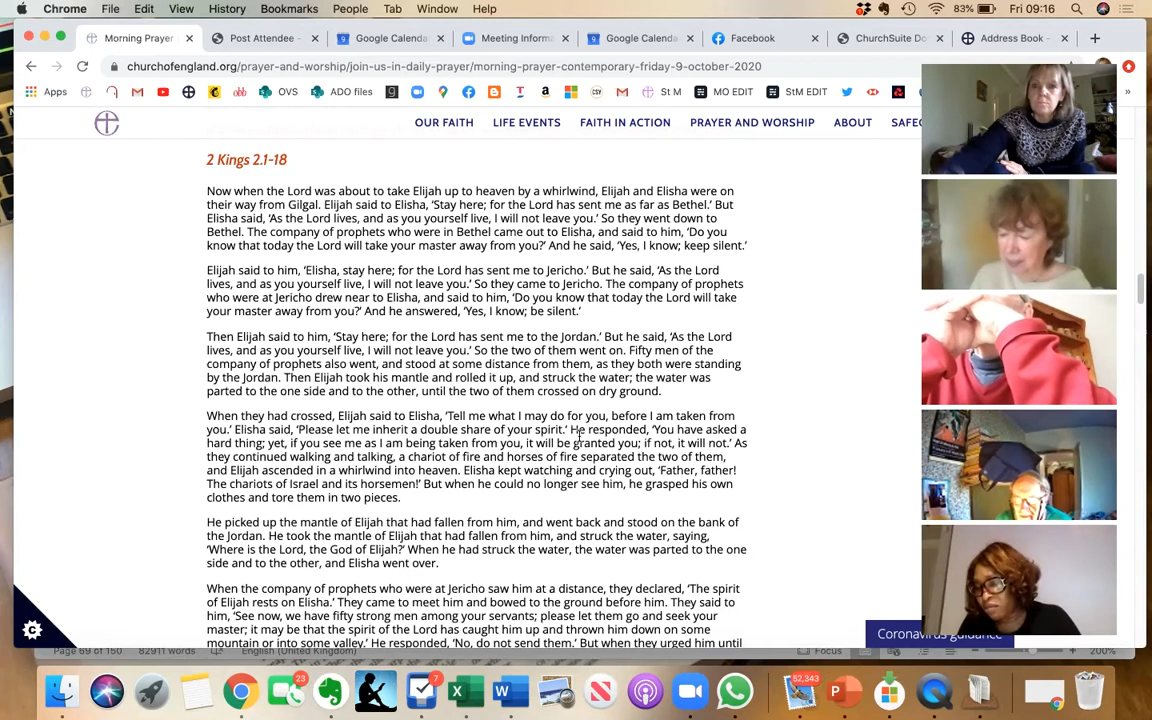 Chrome File Edit View History Bookmarks People Tab Window Help 83% Fri 09:16
Morning Prayer Post Attendee - Google Calenda Meeting Informa Google Calenda Facebook ChurchSuite Do Address Book -
churchofengland.org/prayer-and-worship/join-us-in-daily-prayer/morning-prayer-contemporary-friday-9-october-2020
Apps OVS ADO files St M MO EDIT StM EDIT »
OUR FAITH LIFE EVENTS FAITH IN ACTION PRAYER AND WORSHIP ABOUT SAFEG
2 Kings 2.1-18
Now when the Lord was about to take Elijah up to heaven by a whirlwind, Elijah and Elisha were on
their way from Gilgal. Elijah said to Elisha, ‘Stay here; for the Lord has sent me as far as Bethel.’ But
Elisha said, ‘As the Lord lives, and as you yourself live, I will not leave you.’ So they went down to
Bethel. The company of prophets who were in Bethel came out to Elisha, and said to him, ‘Do you
know that today the Lord will take your master away from you?’ And he said, ‘Yes, I know; keep silent.’
Elijah said to him, ‘Elisha, stay here; for the Lord has sent me to Jericho.’ But he said, ‘As the Lord
lives, and as you yourself live, I will not leave you.’ So they came to Jericho. The company of prophets
who were at Jericho drew near to Elisha, and said to him, ‘Do you know that today the Lord will take
your master away from you?’ And he answered, ‘Yes, I know; be silent.’
Then Elijah said to him, ‘Stay here; for the Lord has sent me to the Jordan.’ But he said, ‘As the Lord
lives, and as you yourself live, I will not leave you.’ So the two of them went on. Fifty men of the
company of prophets also went, and stood at some distance from them, as they both were standing
by the Jordan. Then Elijah took his mantle and rolled it up, and struck the water; the water was
parted to the one side and to the other, until the two of them crossed on dry ground.
When they had crossed, Elijah said to Elisha, ‘Tell me what I may do for you, before I am taken from
you.’ Elisha said, ‘Please let me inherit a double share of your spirit.’ He responded, ‘You have asked a
hard thing; yet, if you see me as I am being taken from you, it will be granted you; if not, it will not.’ As
they continued walking and talking, a chariot of fire and horses of fire separated the two of them,
and Elijah ascended in a whirlwind into heaven. Elisha kept watching and crying out, ‘Father, father!
The chariots of Israel and its horsemen!’ But when he could no longer see him, he grasped his own
clothes and tore them in two pieces.
He picked up the mantle of Elijah that had fallen from him, and went back and stood on the bank of
the Jordan. He took the mantle of Elijah that had fallen from him, and struck the water, saying,
‘Where is the Lord, the God of Elijah?’ When he had struck the water, the water was parted to the one
side and to the other, and Elisha went over.
When the company of prophets who were at Jericho saw him at a distance, they declared, ‘The spirit
of Elijah rests on Elisha.’ They came to meet him and bowed to the ground before him. They said to
him, ‘See now, we have fifty strong men among your servants; please let them go and seek your
master; it may be that the spirit of the Lord has caught him up and thrown him down on some
mountain or into some valley.’ He responded, ‘No, do not send them.’ But when they urged him until
Coronavirus guidance
Page 69 of 150 82911 words English (United Kingdom) Focus 200%
23 7 52,343